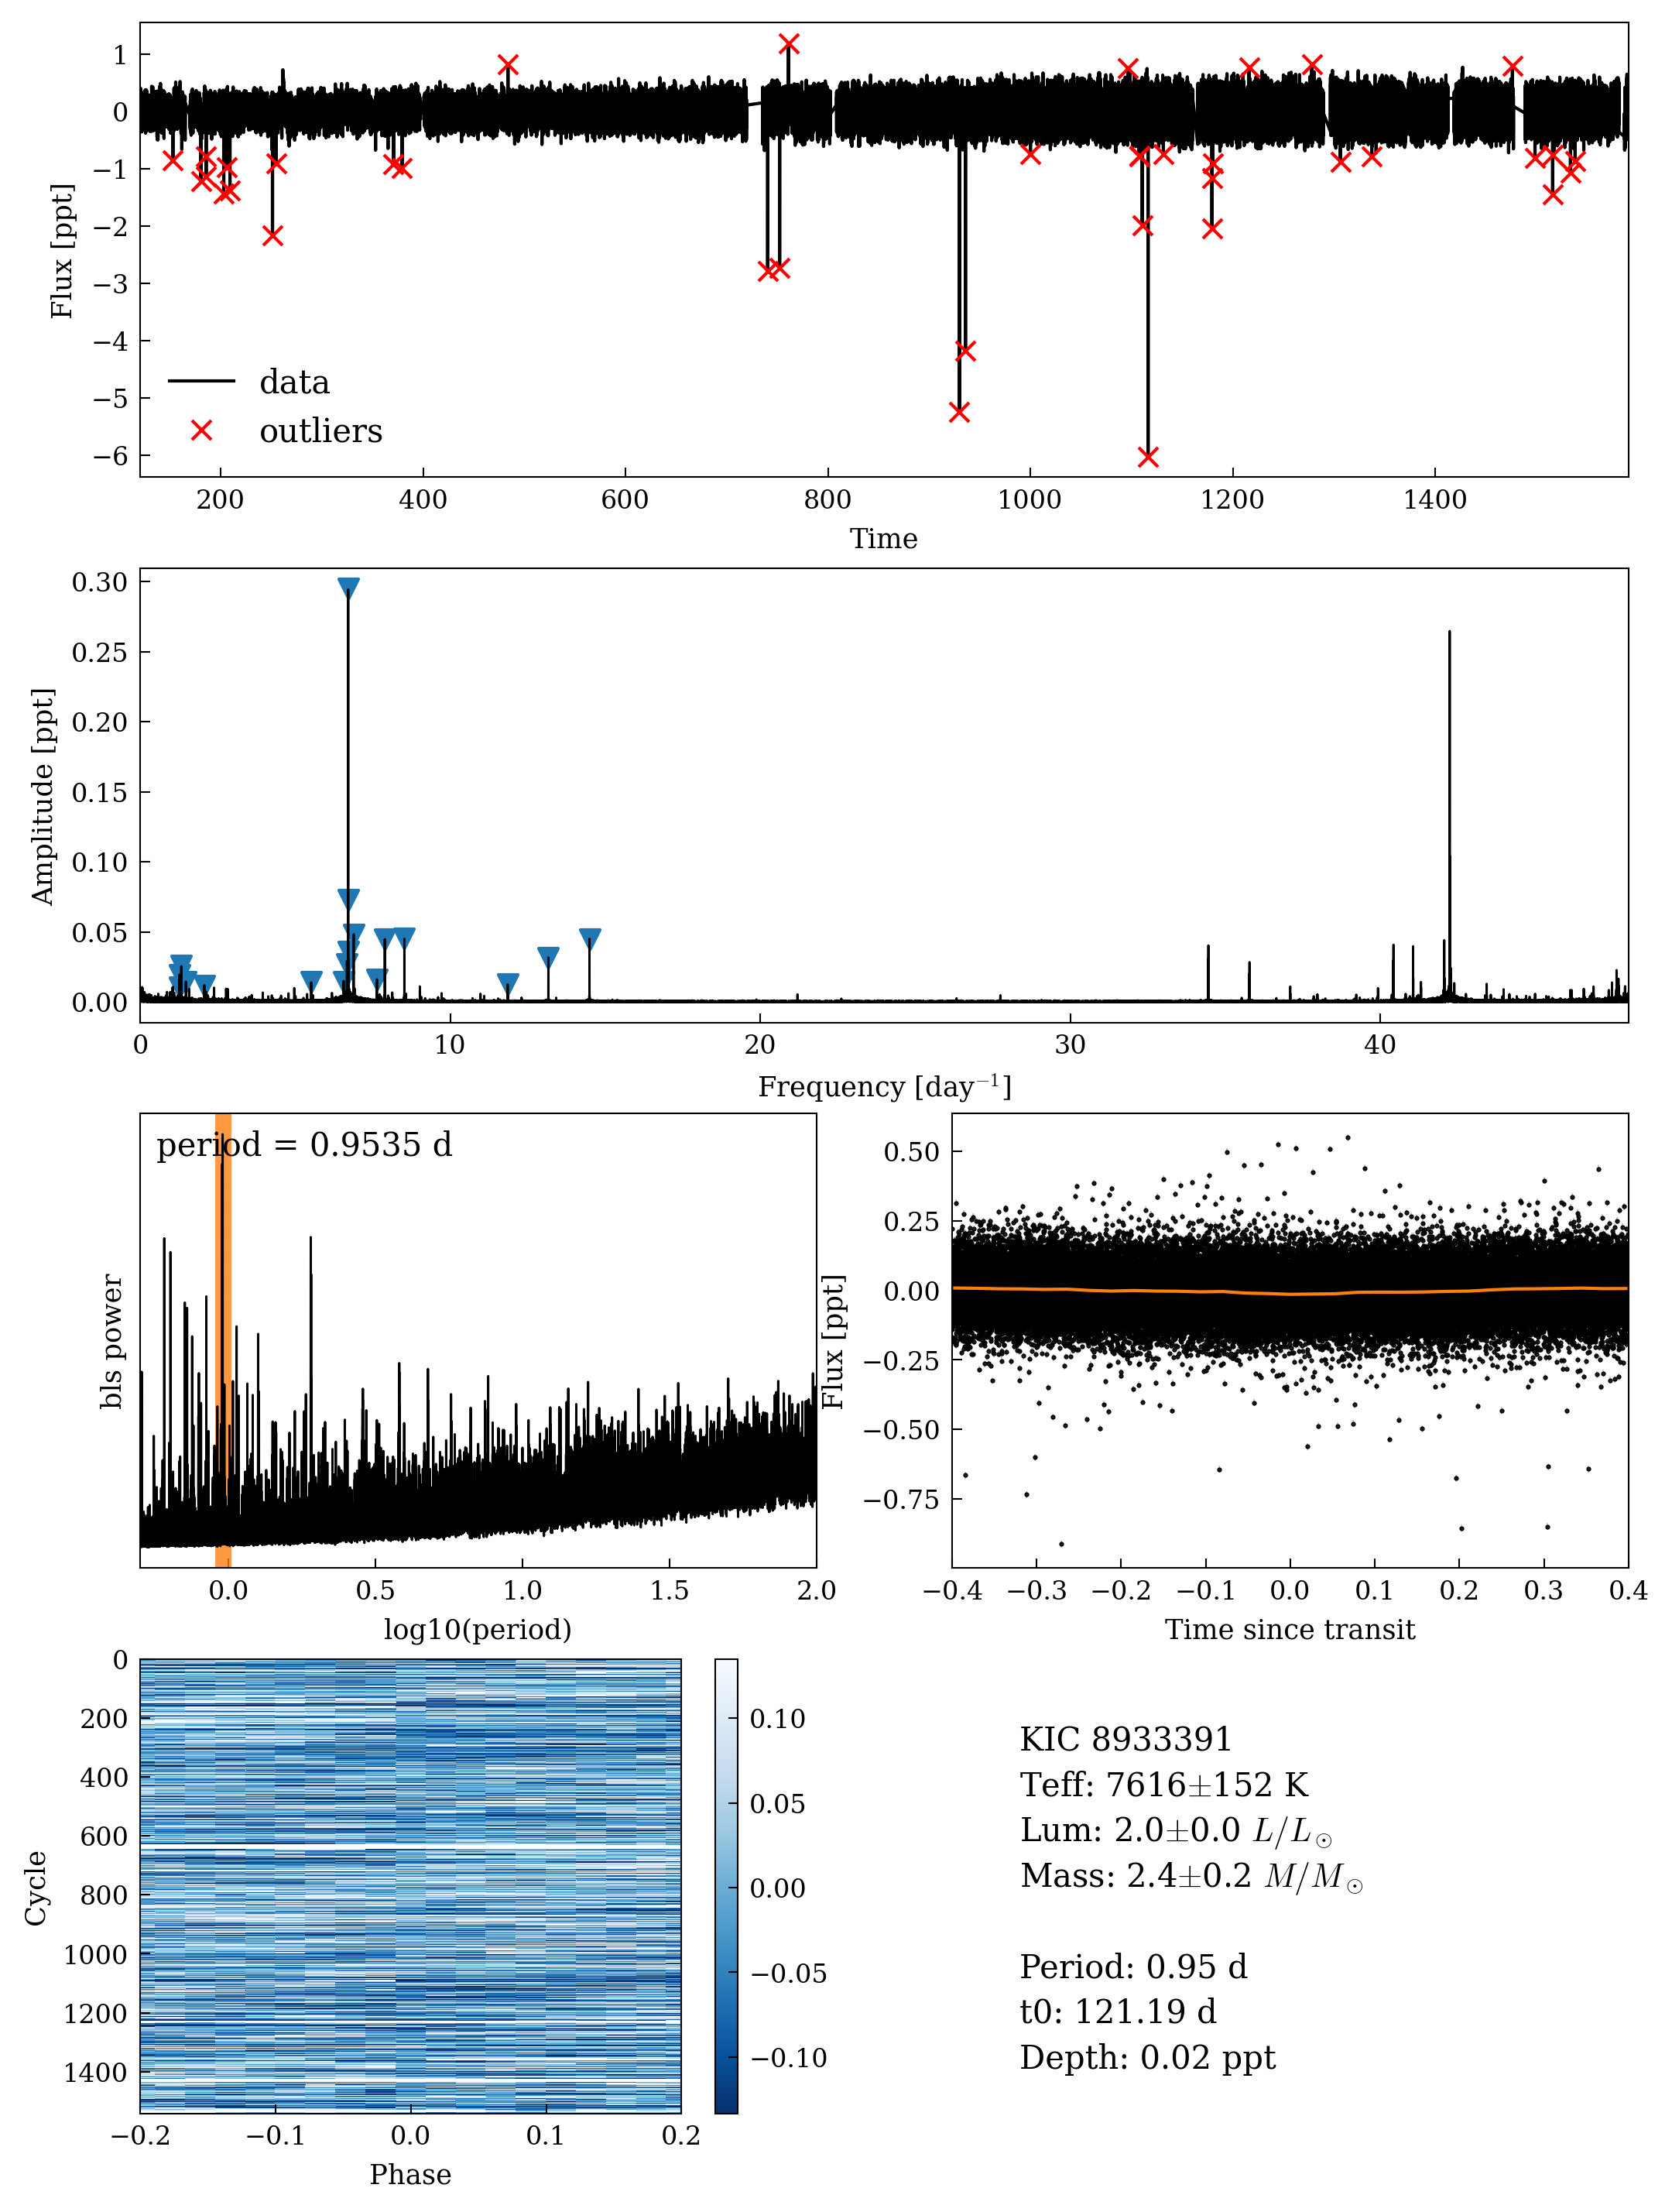 1
0
−1
−2
−3
−4
−5
−6
Flux [ppt]
data
outliers
200 400 600 800 1000 1200 1400
Time
0.30
0.25
0.20
0.15
0.10
0.05
0.00
Amplitude [ppt]
0 10 20 30 40
Frequency [day⁻¹]
period = 0.9535 d
bls power
0.0 0.5 1.0 1.5 2.0
log10(period)
0.50
0.25
0.00
−0.25
−0.50
−0.75
Flux [ppt]
−0.4 −0.3 −0.2 −0.1 0.0 0.1 0.2 0.3 0.4
Time since transit
0
200
400
600
800
1000
1200
1400
Cycle
−0.2 −0.1 0.0 0.1 0.2
Phase
0.10
0.05
0.00
−0.05
−0.10
KIC 8933391
Teff: 7616±152 K
Lum: 2.0±0.0 L/L☉
Mass: 2.4±0.2 M/M☉
Period: 0.95 d
t0: 121.19 d
Depth: 0.02 ppt